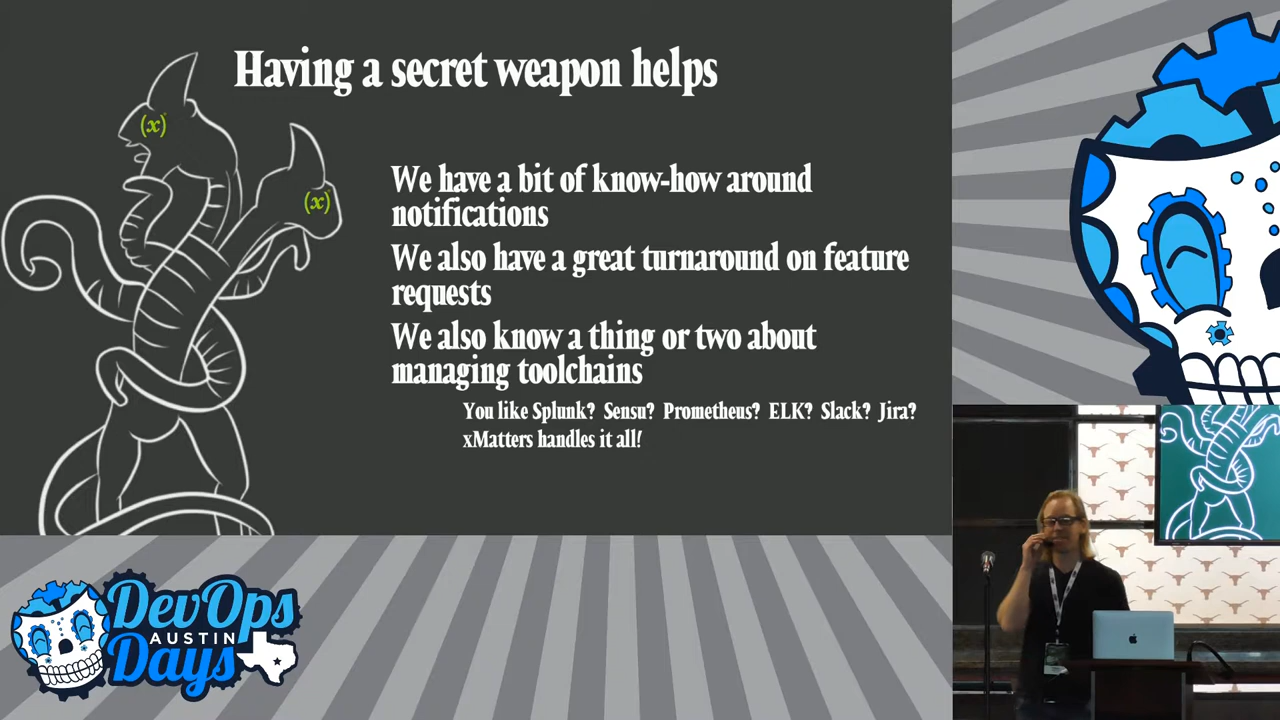 Having a secret weapon helps
(x)
(x)
We have a bit of know-how around
notifications
We also have a great turnaround on feature
requests
We also know a thing or two about
managing toolchains
You like Splunk? Sensu? Prometheus? ELK? Slack? Jira?
xMatters handles it all!
DevOps
AUSTIN
Days